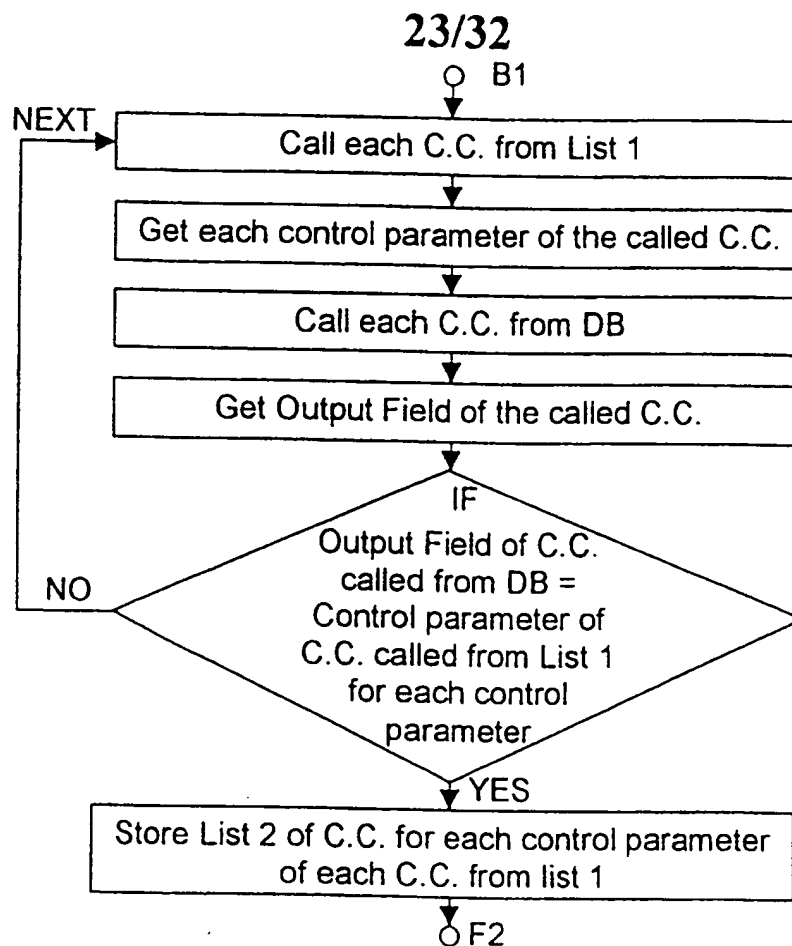 23/32
B1
NEXT
Call each C.C. from List 1
Get each control parameter of the called C.C.
Call each C.C. from DB
Get Output Field of the called C.C.
IF
Output Field of C.C.
called from DB =
Control parameter of
C.C. called from List 1
for each control
parameter
NO
YES
Store List 2 of C.C. for each control parameter
of each C.C. from list 1
F2